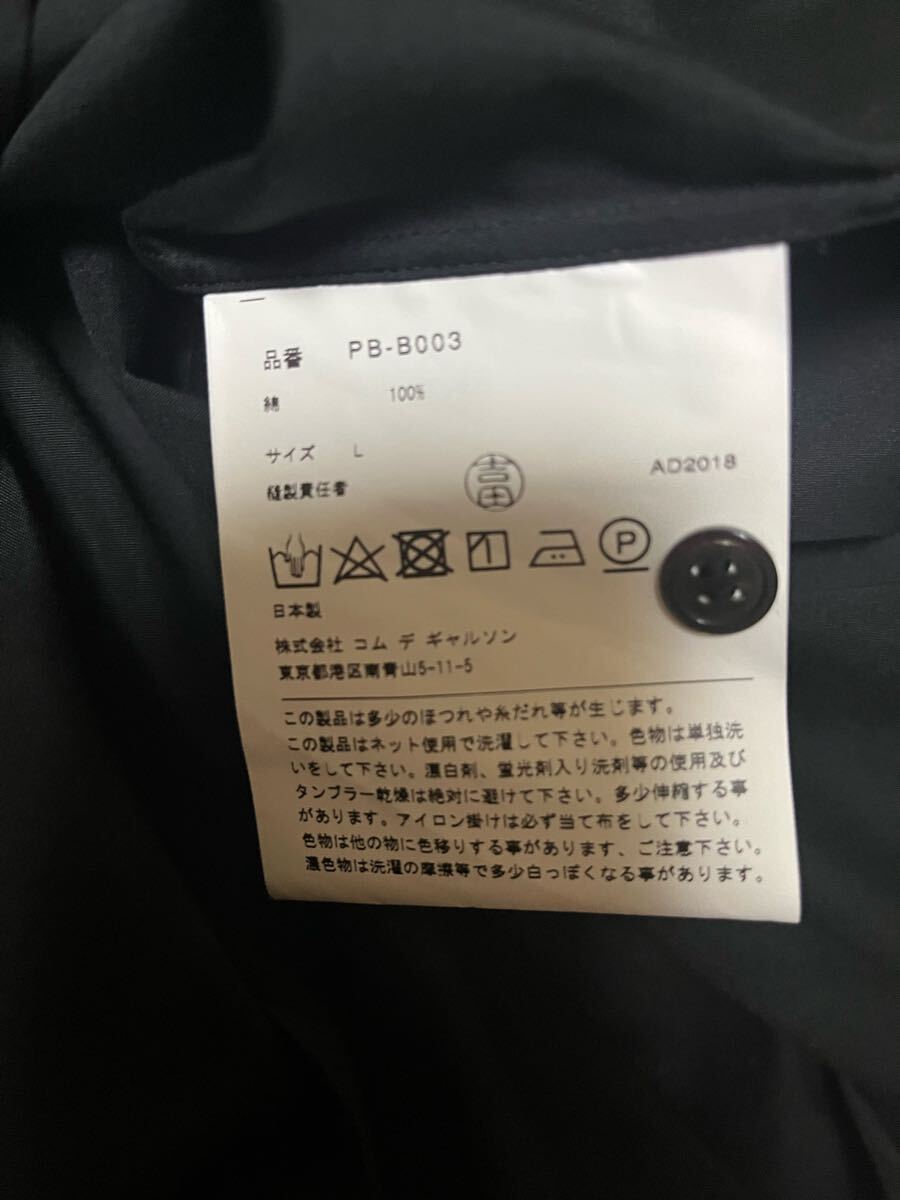 品番 PB-B003
綿 100%
サイズ L
AD2018
縫製責任者 吉田
P
日本製
株式会社 コム デ ギャルソン
東京都港区南青山5-11-5
この製品は多少のほつれや糸だれ等が生じます。
この製品はネット使用で洗濯して下さい。色物は単独洗
いをして下さい。漂白剤、蛍光剤入り洗剤等の使用及び
タンブラー乾燥は絶対に避けて下さい。多少伸縮する事
があります。アイロン掛けは必ず当て布をして下さい。
色物は他の物に色移りする事があります、ご注意下さい。
濃色物は洗濯の摩擦等で多少白っぽくなる事があります。